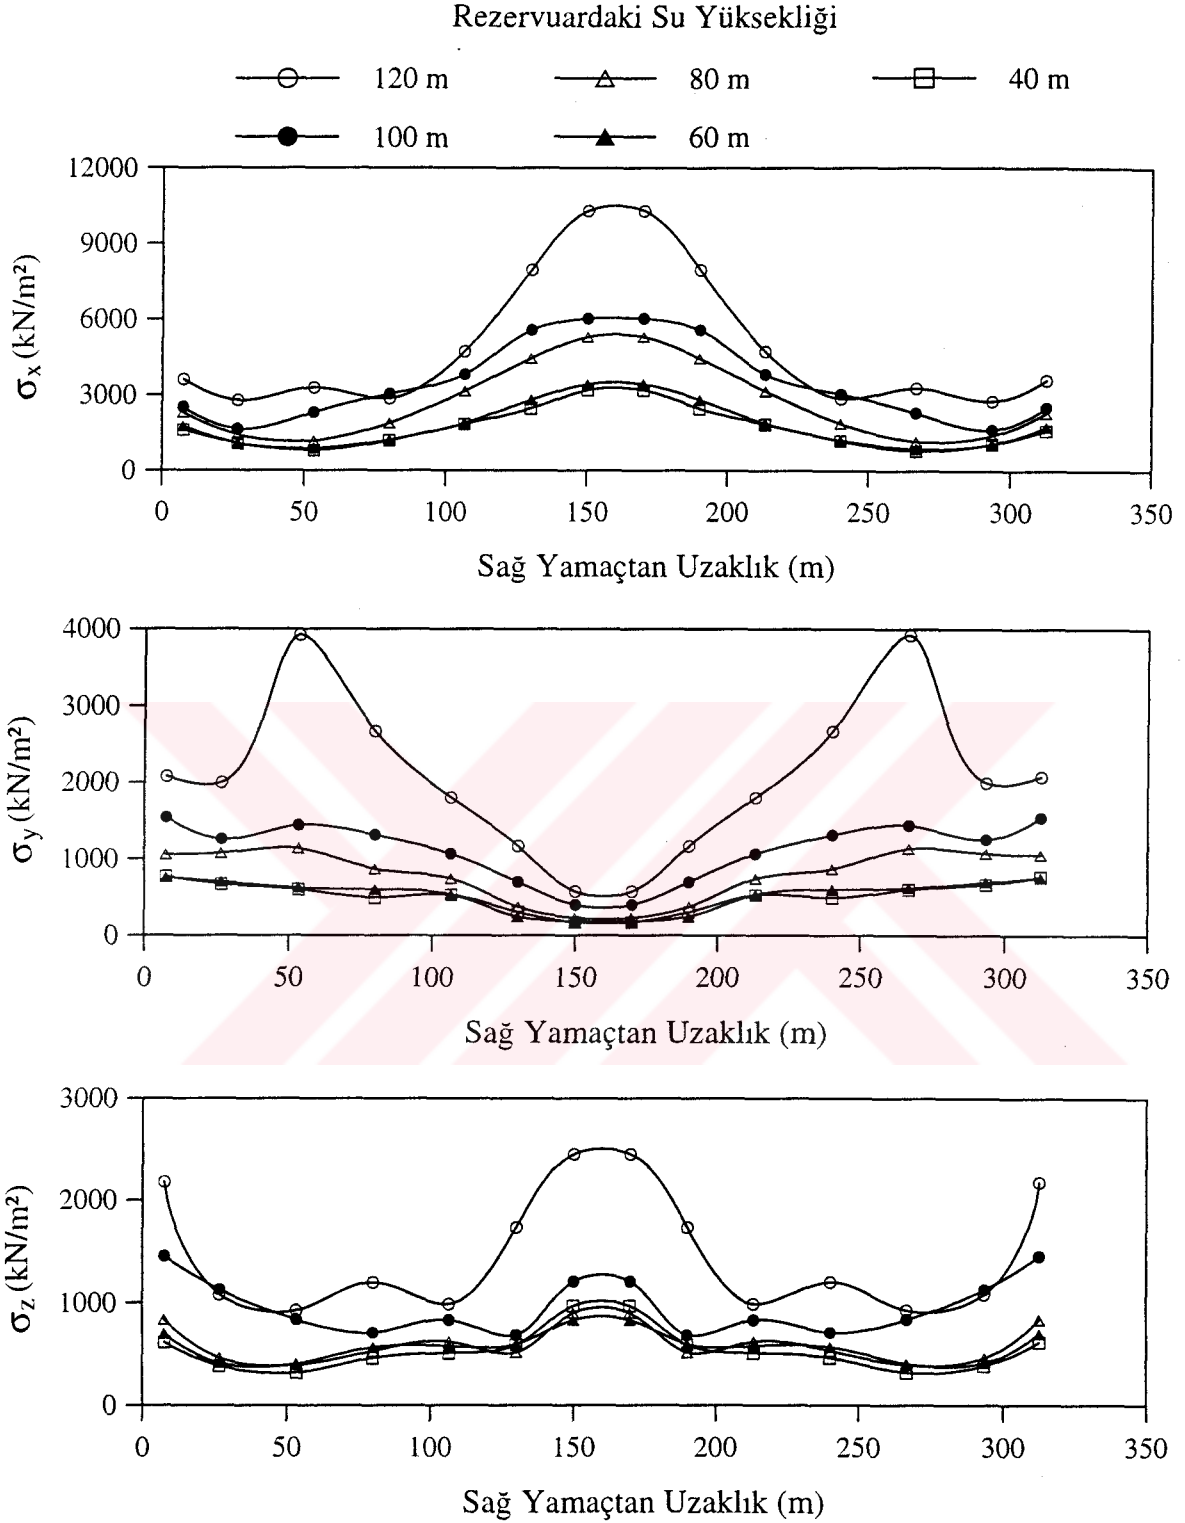 Rezervuardaki Su Yüksekliği
120 m 80 m 40 m
100 m 60 m
12000
9000
6000
3000
0
σx (kN/m²)
0 50 100 150 200 250 300 350
Sağ Yamaçtan Uzaklık (m)
4000
3000
2000
1000
0
σy (kN/m²)
0 50 100 150 200 250 300 350
Sağ Yamaçtan Uzaklık (m)
3000
2000
1000
0
σz (kN/m²)
0 50 100 150 200 250 300 350
Sağ Yamaçtan Uzaklık (m)